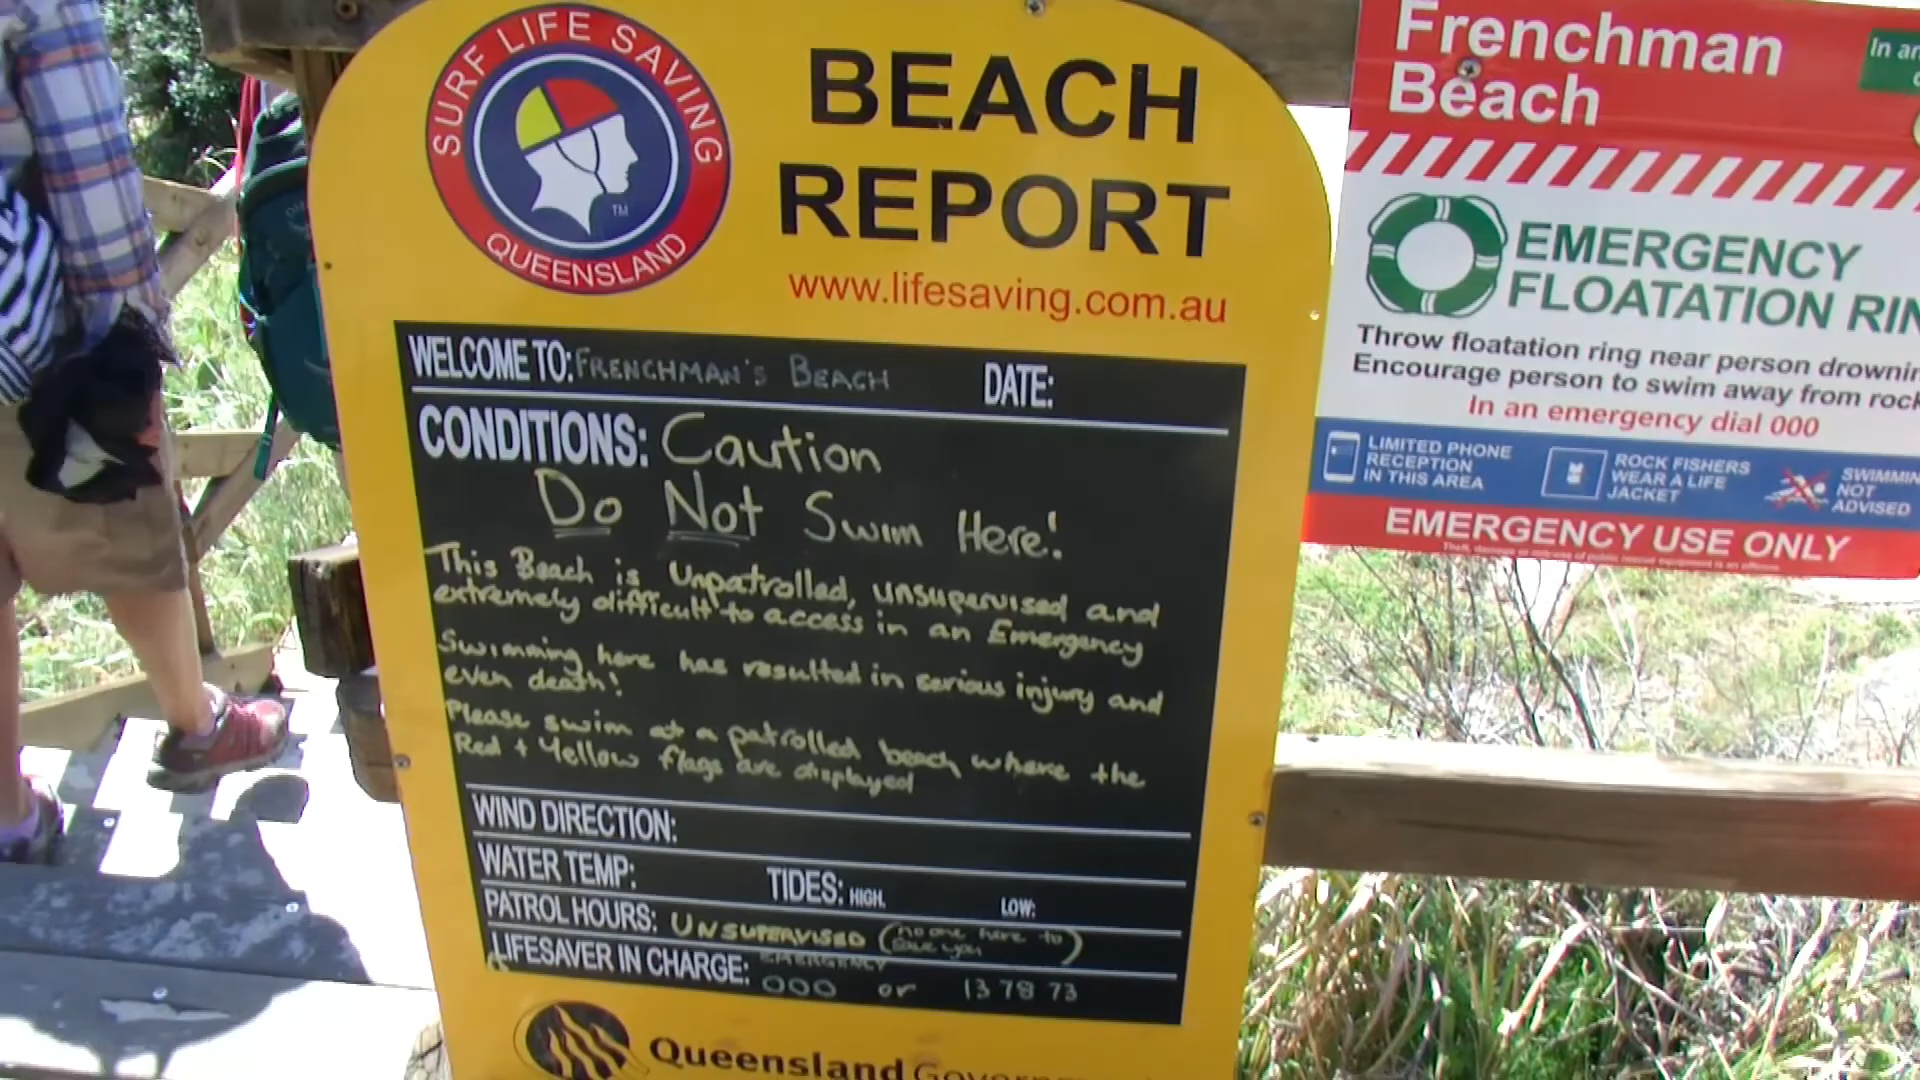 SURF LIFE SAVING
QUEENSLAND
TM
BEACH
REPORT
www.lifesaving.com.au
WELCOME TO: FRENCHMAN'S BEACH DATE:
CONDITIONS: Caution
Do Not Swim Here!
This Beach is Unpatrolled, unsupervised and
extremely difficult to access in an Emergency
Swimming here has resulted in serious injury and
even death!
Please swim at a patrolled beach where the
Red + Yellow flags are displayed
WIND DIRECTION:
WATER TEMP: TIDES: HIGH. LOW:
PATROL HOURS: UNSUPERVISED (no one here to
save you)
LIFESAVER IN CHARGE: EMERGENCY
000 or 13 78 73
Queensland
Frenchman
Beach
In
EMERGENCY
FLOATATION
Throw floatation ring near person
Encourage person to swim away from
In an emergency dial 000
LIMITED PHONE
RECEPTION
IN THIS AREA
ROCK FISHERS
WEAR A LIFE
JACKET
SWIMMIN
NOT
ADVISED
EMERGENCY USE ONLY